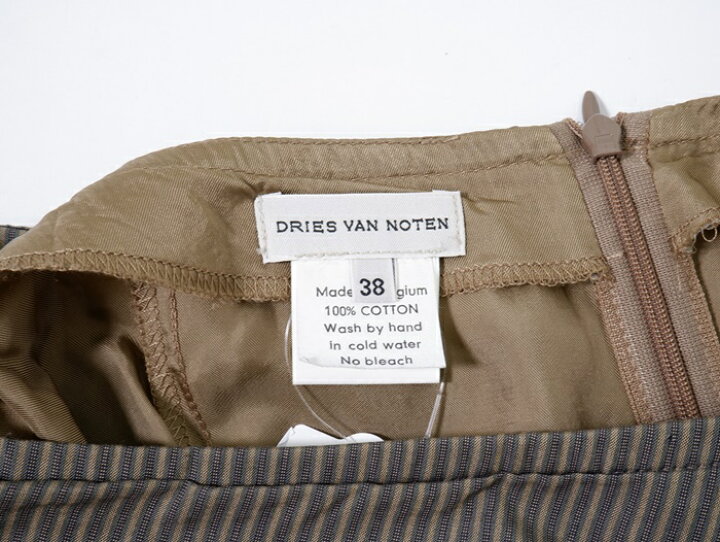 DRIES VAN NOTEN
38
Made gium
100% COTTON
Wash by hand
in cold water
No bleach